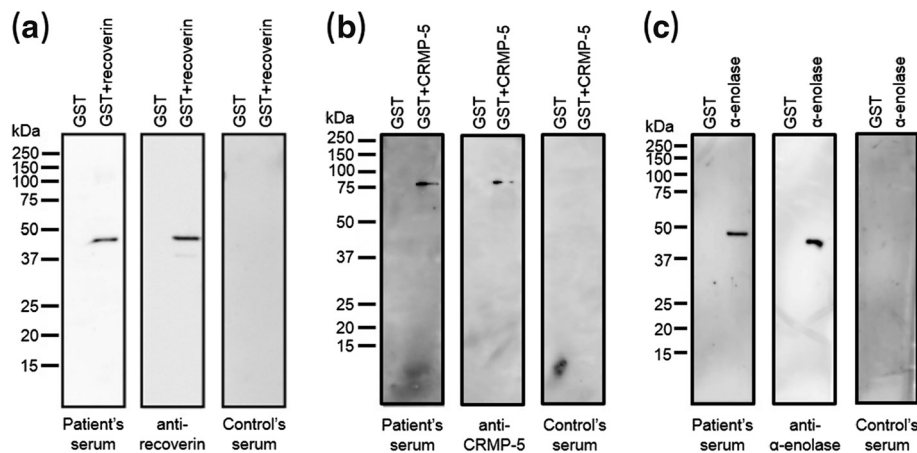 (a)
GST
GST+recoverin
GST
GST+recoverin
GST
GST+recoverin
kDa
250
150
100
75
50
37
25
20
15
Patient's
serum
anti-
recoverin
Control's
serum
(b)
GST
GST+CRMP-5
GST
GST+CRMP-5
GST
GST+CRMP-5
kDa
250
150
100
75
50
37
25
20
15
Patient's
serum
anti-
CRMP-5
Control's
serum
(c)
GST
α-enolase
GST
α-enolase
GST
α-enolase
kDa
250
150
100
75
50
37
25
20
15
Patient's
serum
anti-
α-enolase
Control's
serum